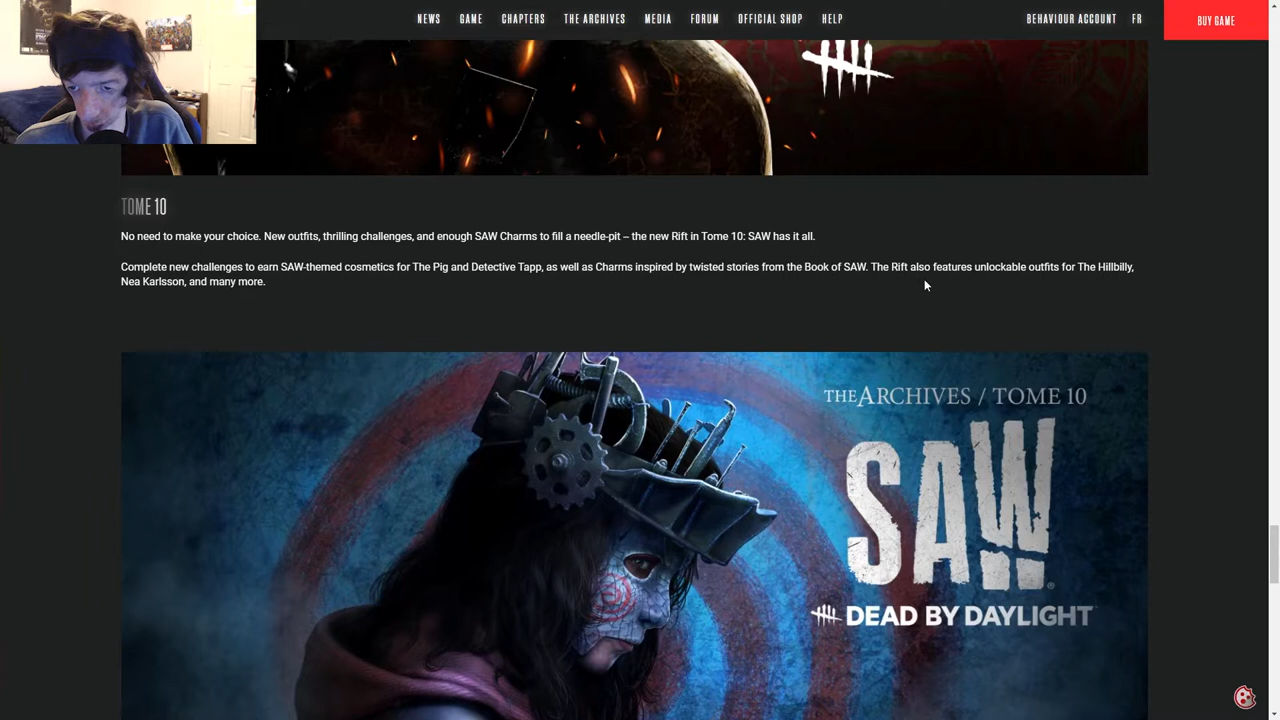 NEWS GAME CHAPTERS THE ARCHIVES MEDIA FORUM OFFICIAL SHOP HELP BEHAVIOUR ACCOUNT FR BUY GAME
TOME 10
No need to make your choice. New outfits, thrilling challenges, and enough SAW Charms to fill a needle-pit – the new Rift in Tome 10: SAW has it all.
Complete new challenges to earn SAW-themed cosmetics for The Pig and Detective Tapp, as well as Charms inspired by twisted stories from the Book of SAW. The Rift also features unlockable outfits for The Hillbilly,
Nea Karlsson, and many more.
THE ARCHIVES / TOME 10
SAW®
DEAD BY DAYLIGHT™